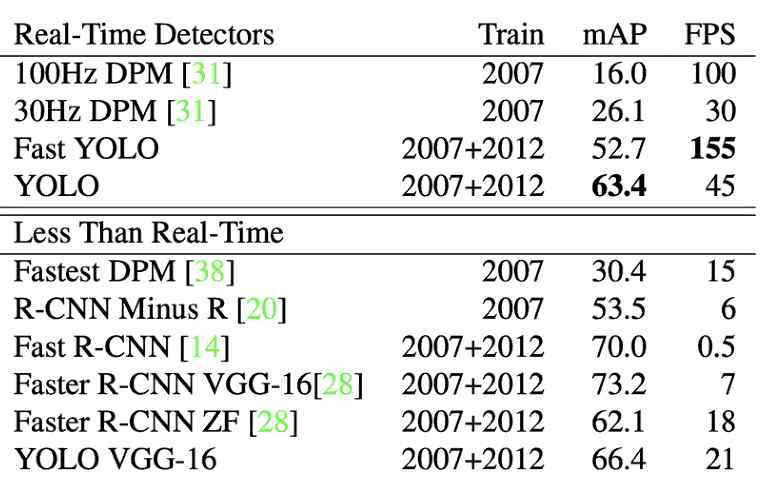 Real-Time Detectors Train mAP FPS
100Hz DPM [31] 2007 16.0 100
30Hz DPM [31] 2007 26.1 30
Fast YOLO 2007+2012 52.7 155
YOLO 2007+2012 63.4 45
Less Than Real-Time
Fastest DPM [38] 2007 30.4 15
R-CNN Minus R [20] 2007 53.5 6
Fast R-CNN [14] 2007+2012 70.0 0.5
Faster R-CNN VGG-16[28] 2007+2012 73.2 7
Faster R-CNN ZF [28] 2007+2012 62.1 18
YOLO VGG-16 2007+2012 66.4 21